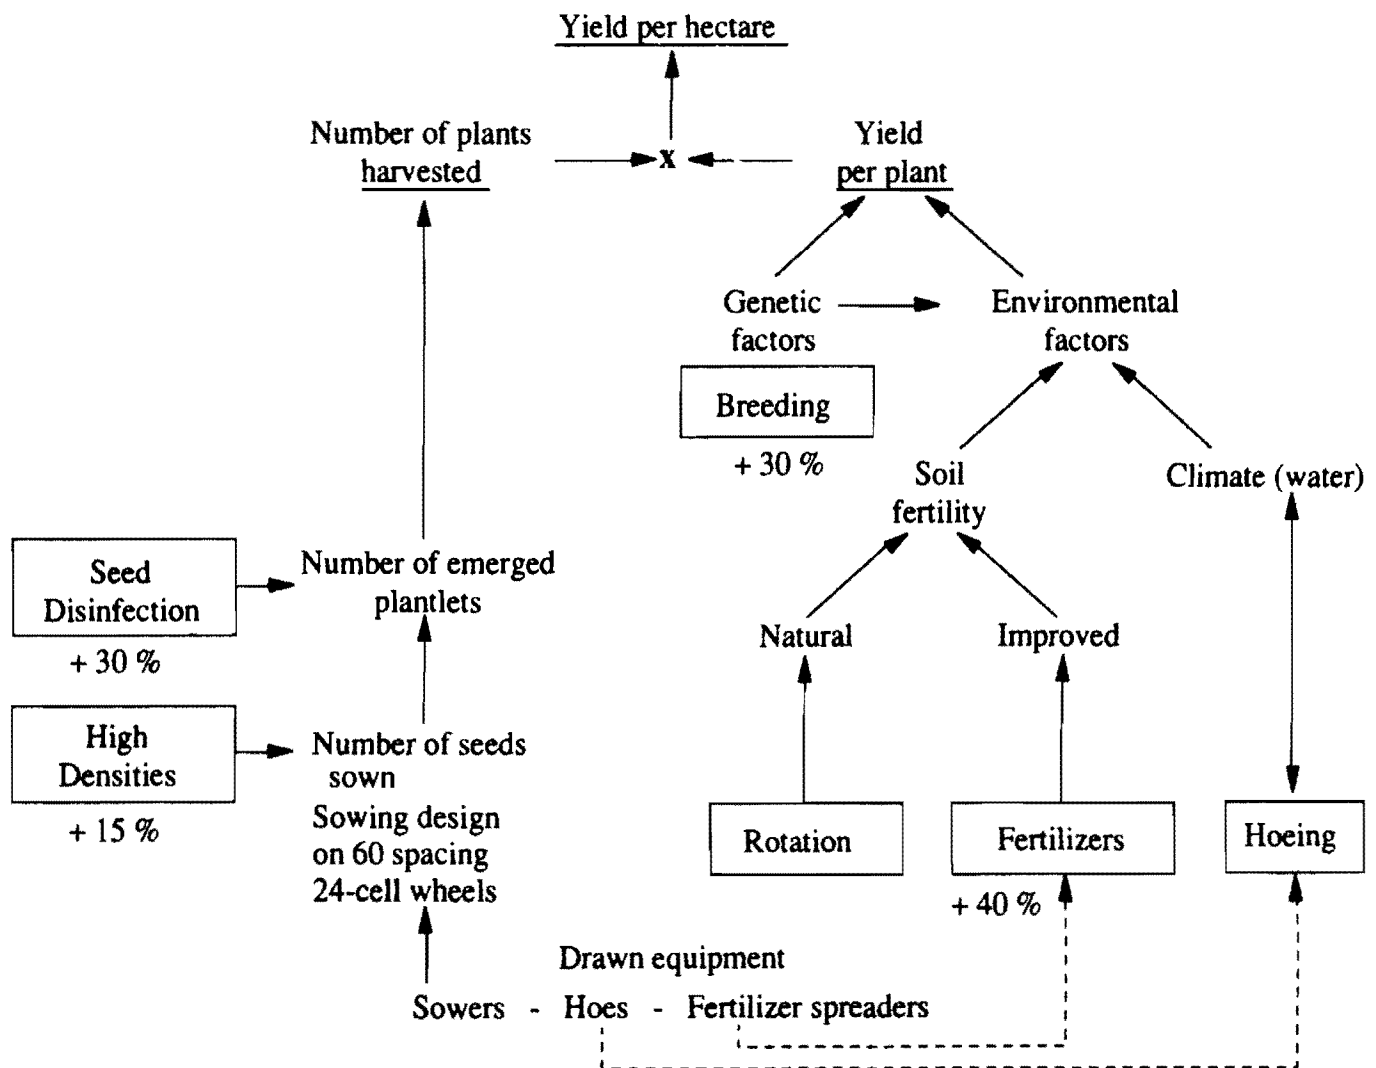 Yield per hectare
Number of plants
harvested
x
Yield
per plant
Genetic
factors
Environmental
factors
Breeding
+ 30 %
Soil
fertility
Climate (water)
Seed
Disinfection
+ 30 %
Number of emerged
plantlets
Natural
Improved
High
Densities
+ 15 %
Number of seeds
sown
Sowing design
on 60 spacing
24-cell wheels
Rotation
Fertilizers
+ 40 %
Hoeing
Drawn equipment
Sowers - Hoes - Fertilizer spreaders